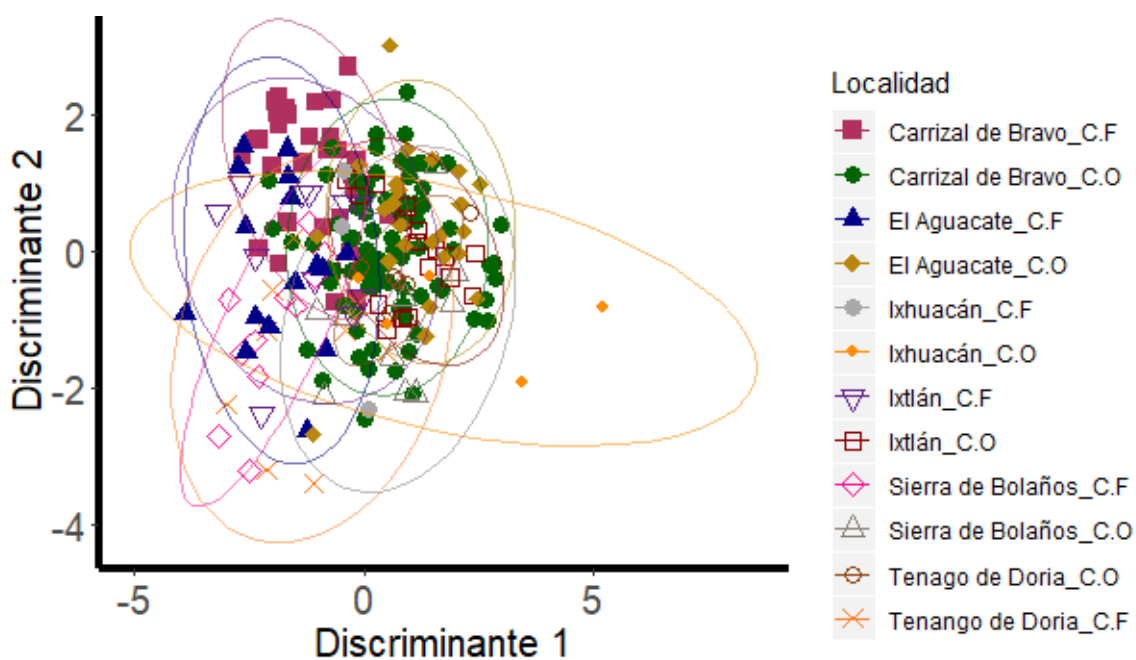 Localidad
Carrizal de Bravo_C.F
Carrizal de Bravo_C.O
El Aguacate_C.F
El Aguacate_C.O
Ixhuacán_C.F
Ixhuacán_C.O
Ixtlán_C.F
Ixtlán_C.O
Sierra de Bolaños_C.F
Sierra de Bolaños_C.O
Tenago de Doria_C.O
Tenango de Doria_C.F
Discriminante 2
2
0
-2
-4
-5
0
5
Discriminante 1